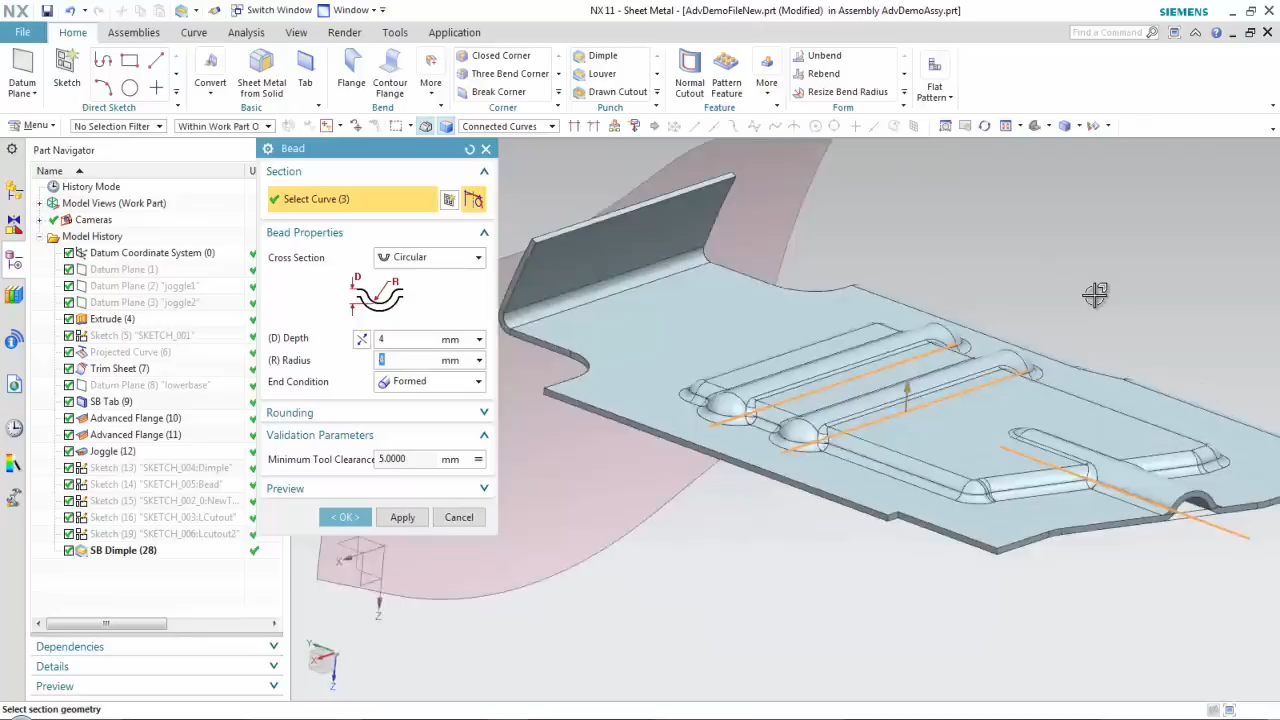 NX Switch Window Window NX 11 - Sheet Metal - [AdvDemoFileNew.prt (Modified) in Assembly AdvDemoAssy.prt] SIEMENS
File Home Assemblies Curve Analysis View Render Tools Application Find a Command
Datum Plane Sketch Convert Sheet Metal from Solid Tab Flange Contour Flange More Closed Corner Three Bend Corner Break Corner Dimple Louver Drawn Cutout Normal Cutout Pattern Feature More Unbend Rebend Resize Bend Radius Flat Pattern
Direct Sketch Basic Bend Corner Punch Feature Form
Menu No Selection Filter Within Work Part O Connected Curves
Part Navigator
Name U
History Mode
Model Views (Work Part)
Cameras
Model History
Datum Coordinate System (0)
Datum Plane (1)
Datum Plane (2) "joggle1"
Datum Plane (3) "joggle2"
Extrude (4)
Sketch (5) "SKETCH_001"
Projected Curve (6)
Trim Sheet (7)
Datum Plane (8) "lowerbase"
SB Tab (9)
Advanced Flange (10)
Advanced Flange (11)
Joggle (12)
Sketch (13) "SKETCH_004:Dimple"
Sketch (14) "SKETCH_005:Bead"
Sketch (15) "SKETCH_002_0:NewT...
Sketch (16) "SKETCH_003:LCutout"
Sketch (19) "SKETCH_006:Lcutout2"
SB Dimple (28)
Dependencies
Details
Preview
Bead
Section
Select Curve (3)
Bead Properties
Cross Section Circular
D R
(D) Depth 4 mm
(R) Radius mm
End Condition Formed
Rounding
Validation Parameters
Minimum Tool Clearance 5.0000 mm =
Preview
< OK > Apply Cancel
X
Z
Y
X
Z
Select section geometry